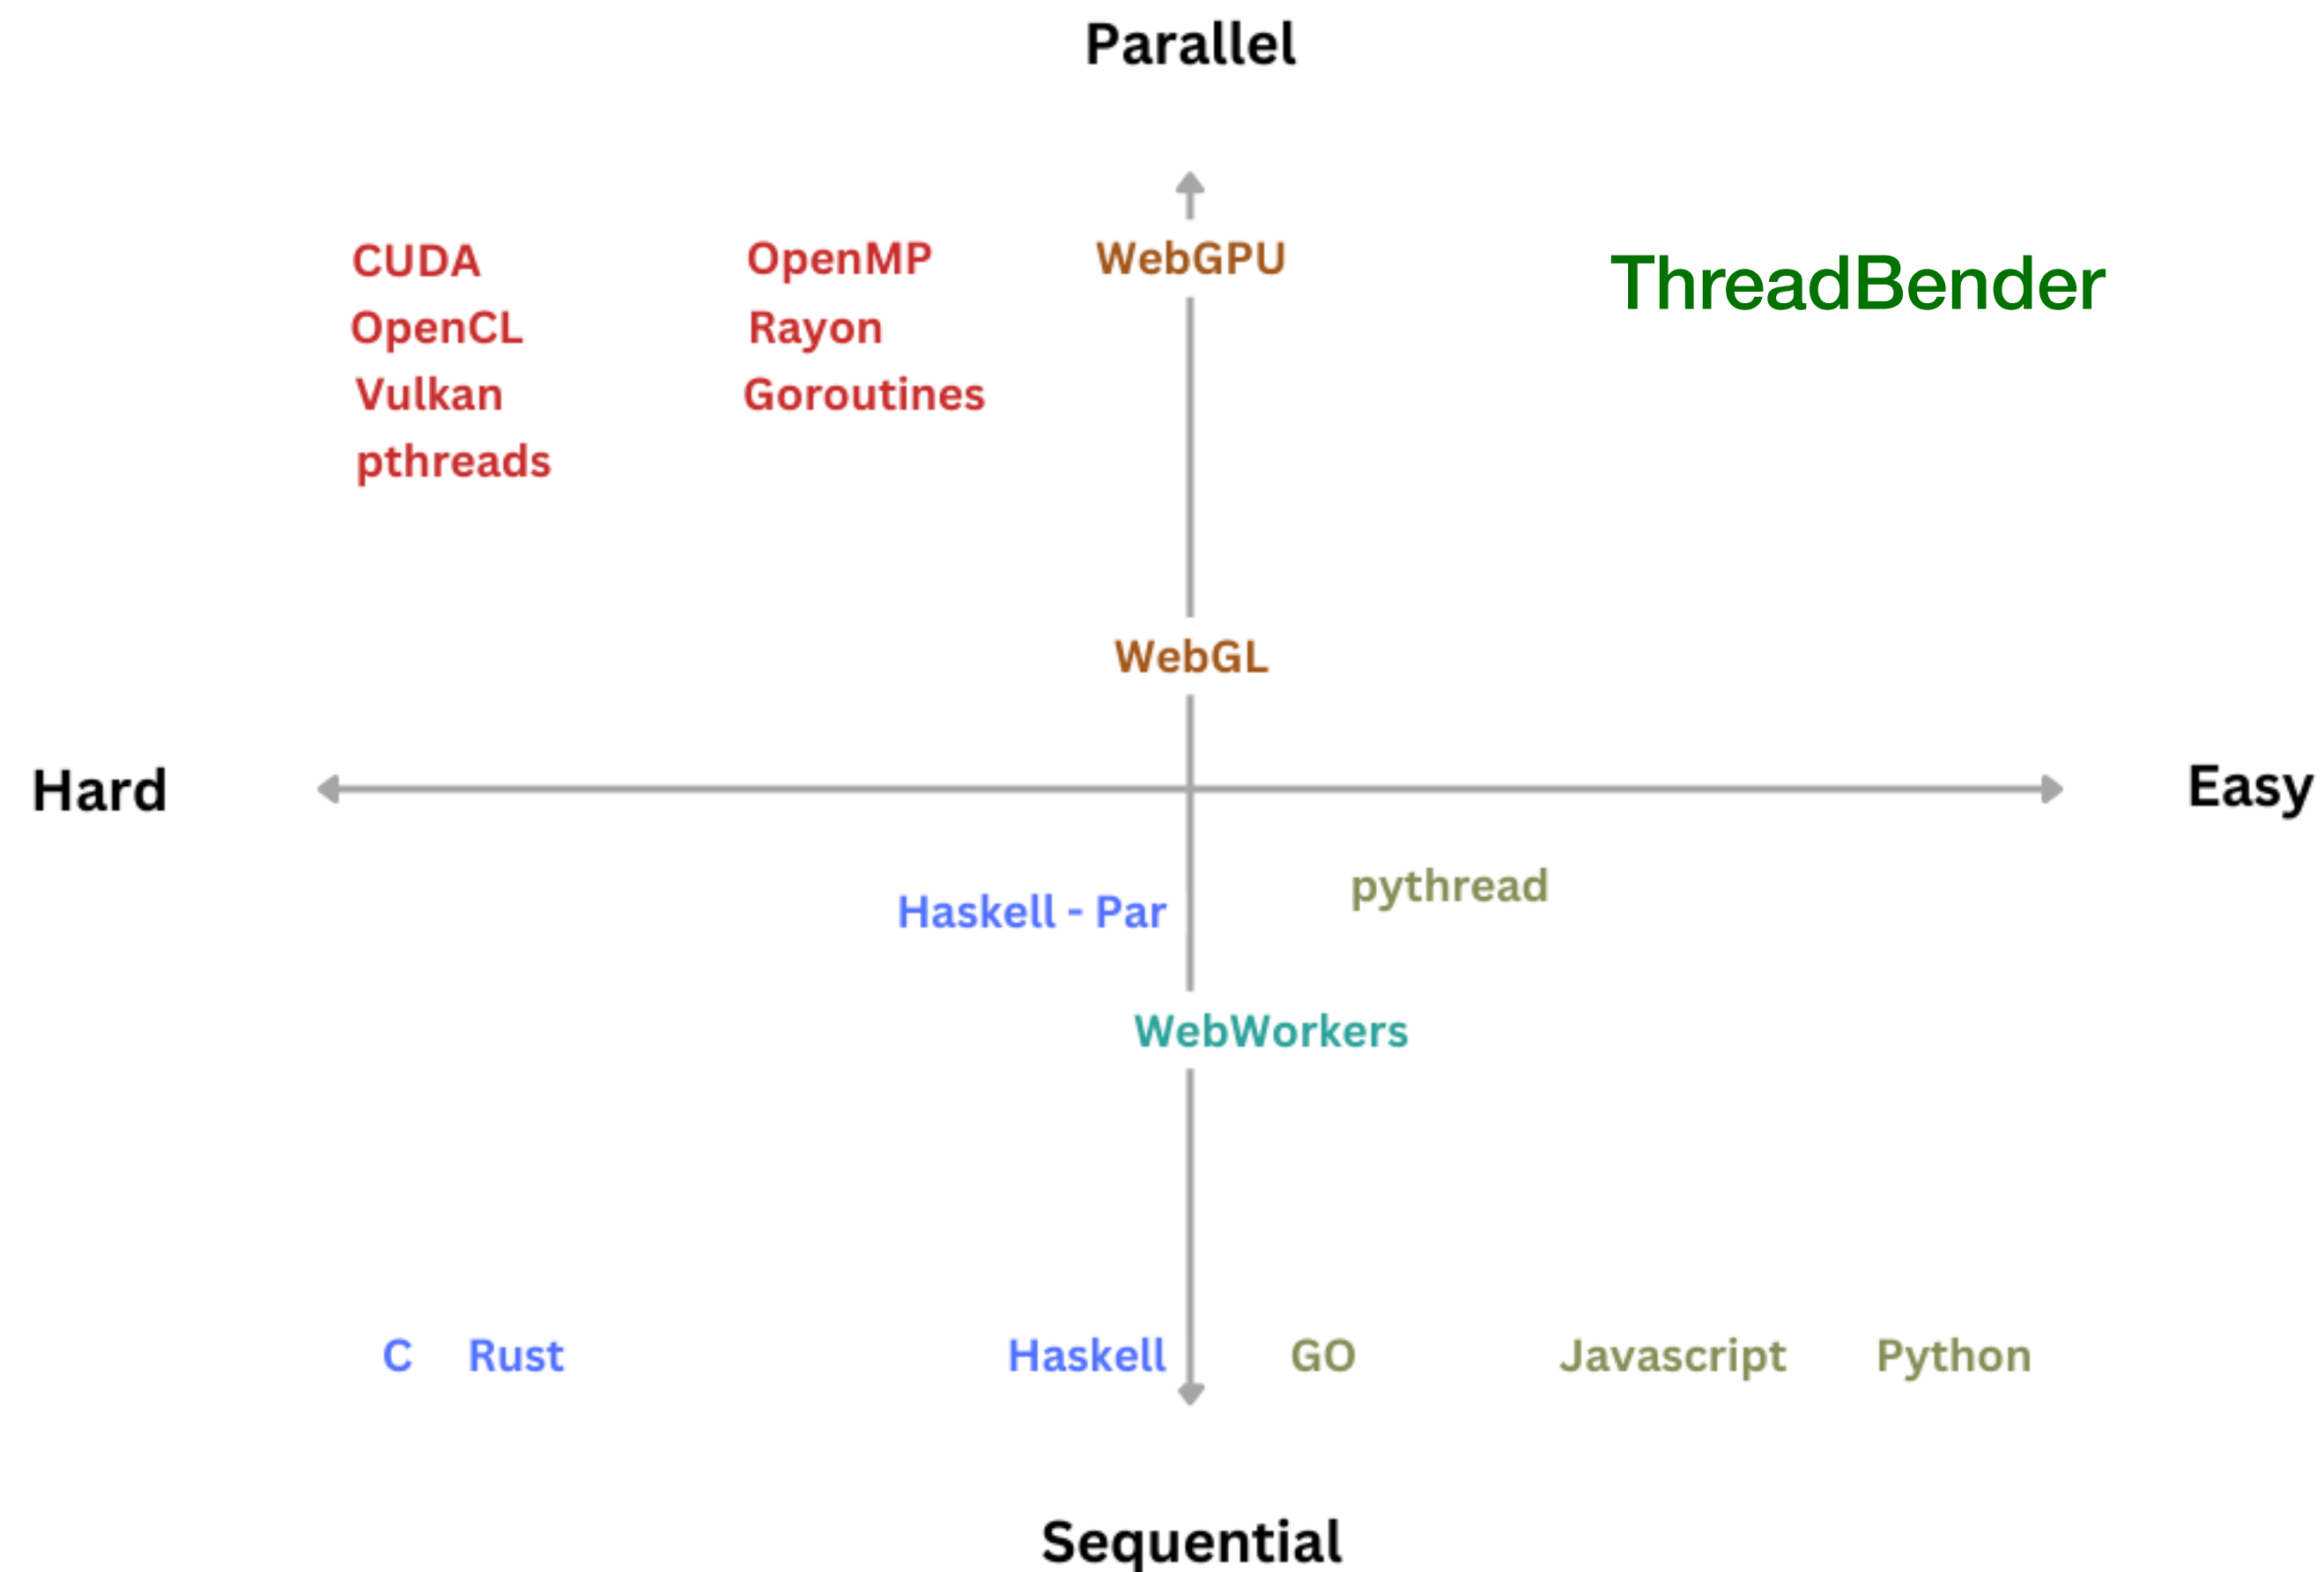 Parallel
CUDA
OpenCL
Vulkan
pthreads
OpenMP
Rayon
Goroutines
WebGPU
ThreadBender
WebGL
Hard
Easy
Haskell - Par
pythread
WebWorkers
C
Rust
Haskell
GO
Javascript
Python
Sequential